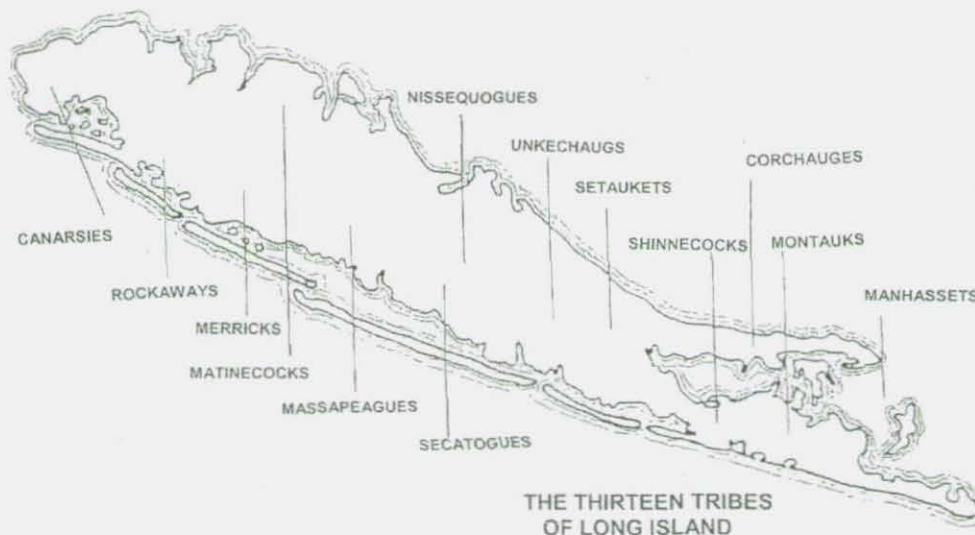 NISSEQUOGUES
UNKECHAUGS
CORCHAUGES
SETAUKETS
CANARSIES
SHINNECOCKS
MONTAUKS
ROCKAWAYS
MANHASSETS
MERRICKS
MATINECOCKS
MASSAPEAGUES
SECATOGUES
THE THIRTEEN TRIBES
OF LONG ISLAND